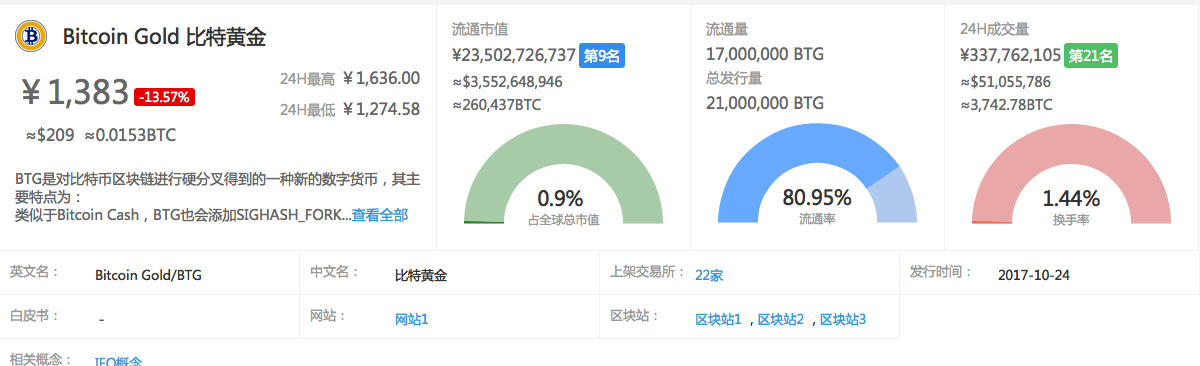 Bitcoin Gold 比特黄金
￥1,383 -13.57%
24H最高 ￥1,636.00
24H最低 ￥1,274.58
≈$209 ≈0.0153BTC
BTG是对比特币区块链进行硬分叉得到的一种新的数字货币，其主
要特点为：
类似于Bitcoin Cash，BTG也会添加SIGHASH_FORK...查看全部
流通市值
¥23,502,726,737 第9名
≈$3,552,648,946
≈260,437BTC
0.9%
占全球总市值
流通量
17,000,000 BTG
总发行量
21,000,000 BTG
80.95%
流通率
24H成交量
¥337,762,105 第21名
≈$51,055,786
≈3,742.78BTC
1.44%
换手率
英文名： Bitcoin Gold/BTG 中文名： 比特黄金 上架交易所： 22家 发行时间： 2017-10-24
白皮书： - 网站： 网站1 区块站： 区块站1 ，区块站2 ，区块站3
相关概念： IFO概念